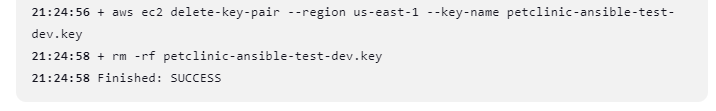 21:24:56 + aws ec2 delete-key-pair --region us-east-1 --key-name petclinic-ansible-test-
dev.key
21:24:58 + rm -rf petclinic-ansible-test-dev.key
21:24:58 Finished: SUCCESS